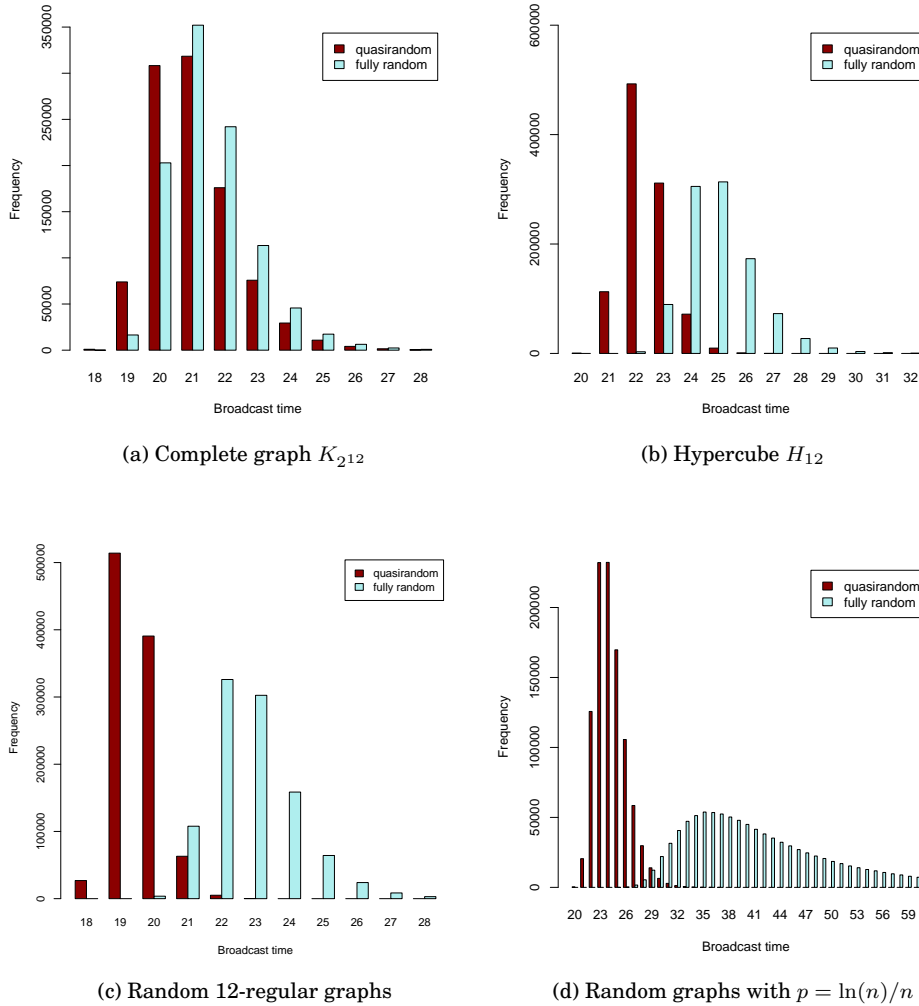 350000
250000
150000
50000
0
Frequency
quasirandom
fully random
18 19 20 21 22 23 24 25 26 27 28
Broadcast time
(a) Complete graph K_{2^{12}}
600000
400000
200000
0
Frequency
quasirandom
fully random
20 21 22 23 24 25 26 27 28 29 30 31 32
Broadcast time
(b) Hypercube H_{12}
500000
400000
300000
200000
100000
0
Frequency
quasirandom
fully random
18 19 20 21 22 23 24 25 26 27 28
Broadcast time
(c) Random 12-regular graphs
200000
150000
100000
50000
0
Frequency
quasirandom
fully random
20 23 26 29 32 35 38 41 44 47 50 53 56 59
Broadcast time
(d) Random graphs with p = ln(n)/n